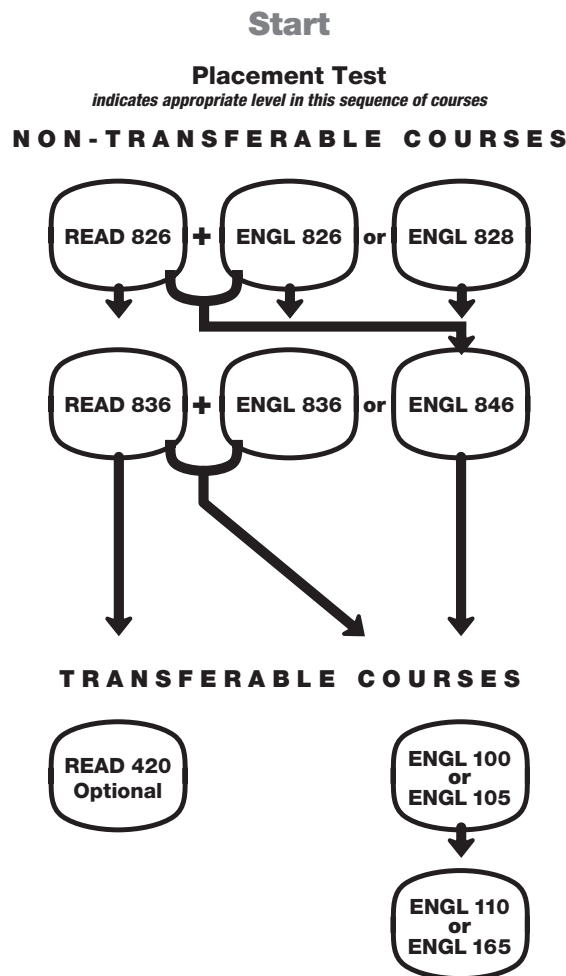 Start
Placement Test
indicates appropriate level in this sequence of courses
NON-TRANSFERABLE COURSES
READ 826 + ENGL 826 or ENGL 828
READ 836 + ENGL 836 or ENGL 846
TRANSFERABLE COURSES
READ 420
Optional
ENGL 100
or
ENGL 105
ENGL 110
or
ENGL 165